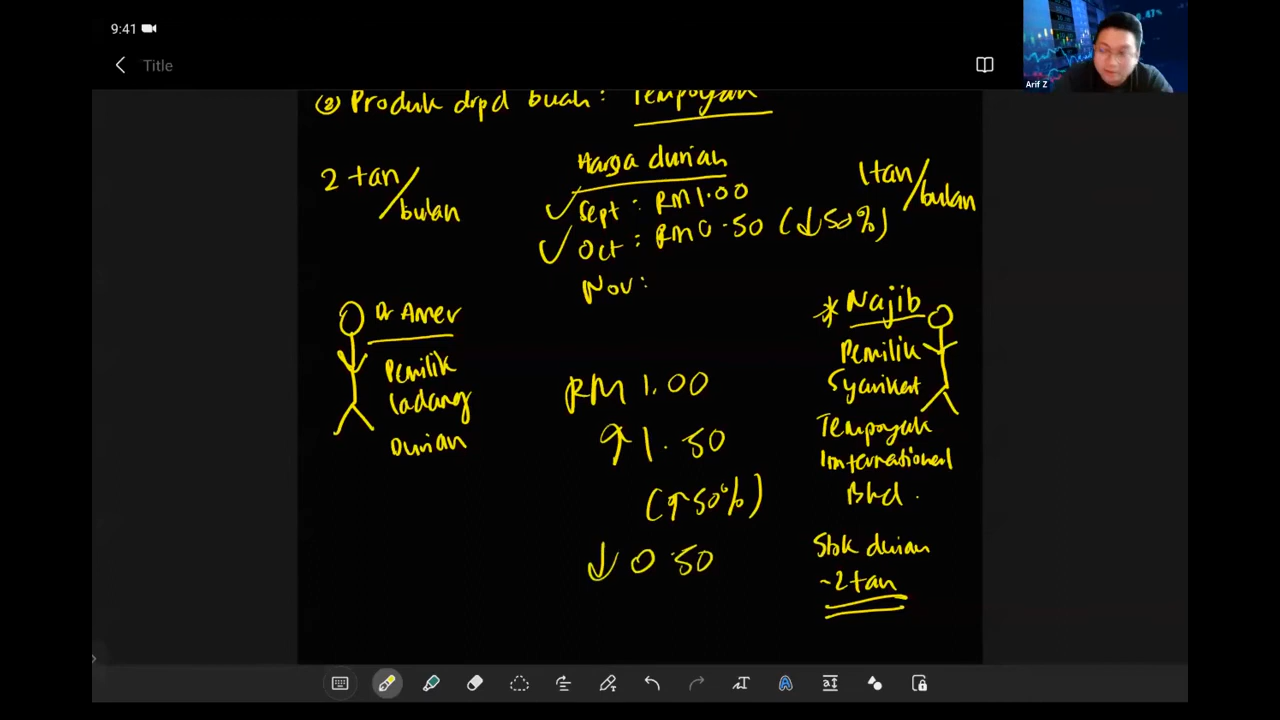 9:41
Title
Arif Z
② Produk drpd buah : Tempoyak
2 tan/bulan
Harga durian
Sept : RM1.00
Oct : RM0.50 (↓50%)
Nov :
1 tan/bulan
Dr Amer
Pemilik
ladang
Durian
RM 1.00
↑ 1.50
(↑50%)
↓ 0.50
* Najib
Pemilik
Syarikat
Tempoyak
International
Bhd.
Stok durian
~2 tan